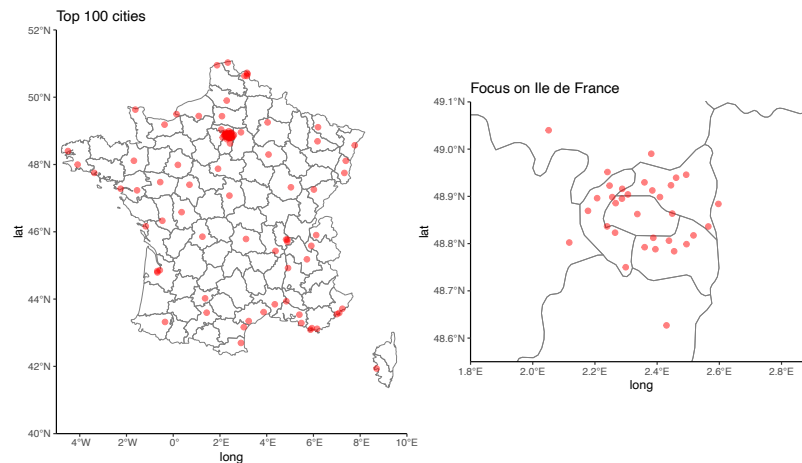 Top 100 cities
52°N
50°N
48°N
46°N
44°N
42°N
40°N
lat
4°W
2°W
0°
2°E
4°E
6°E
8°E
10°E
long
Focus on Ile de France
49.1°N
49.0°N
48.9°N
48.8°N
48.7°N
48.6°N
lat
1.8°E
2.0°E
2.2°E
2.4°E
2.6°E
2.8°E
long